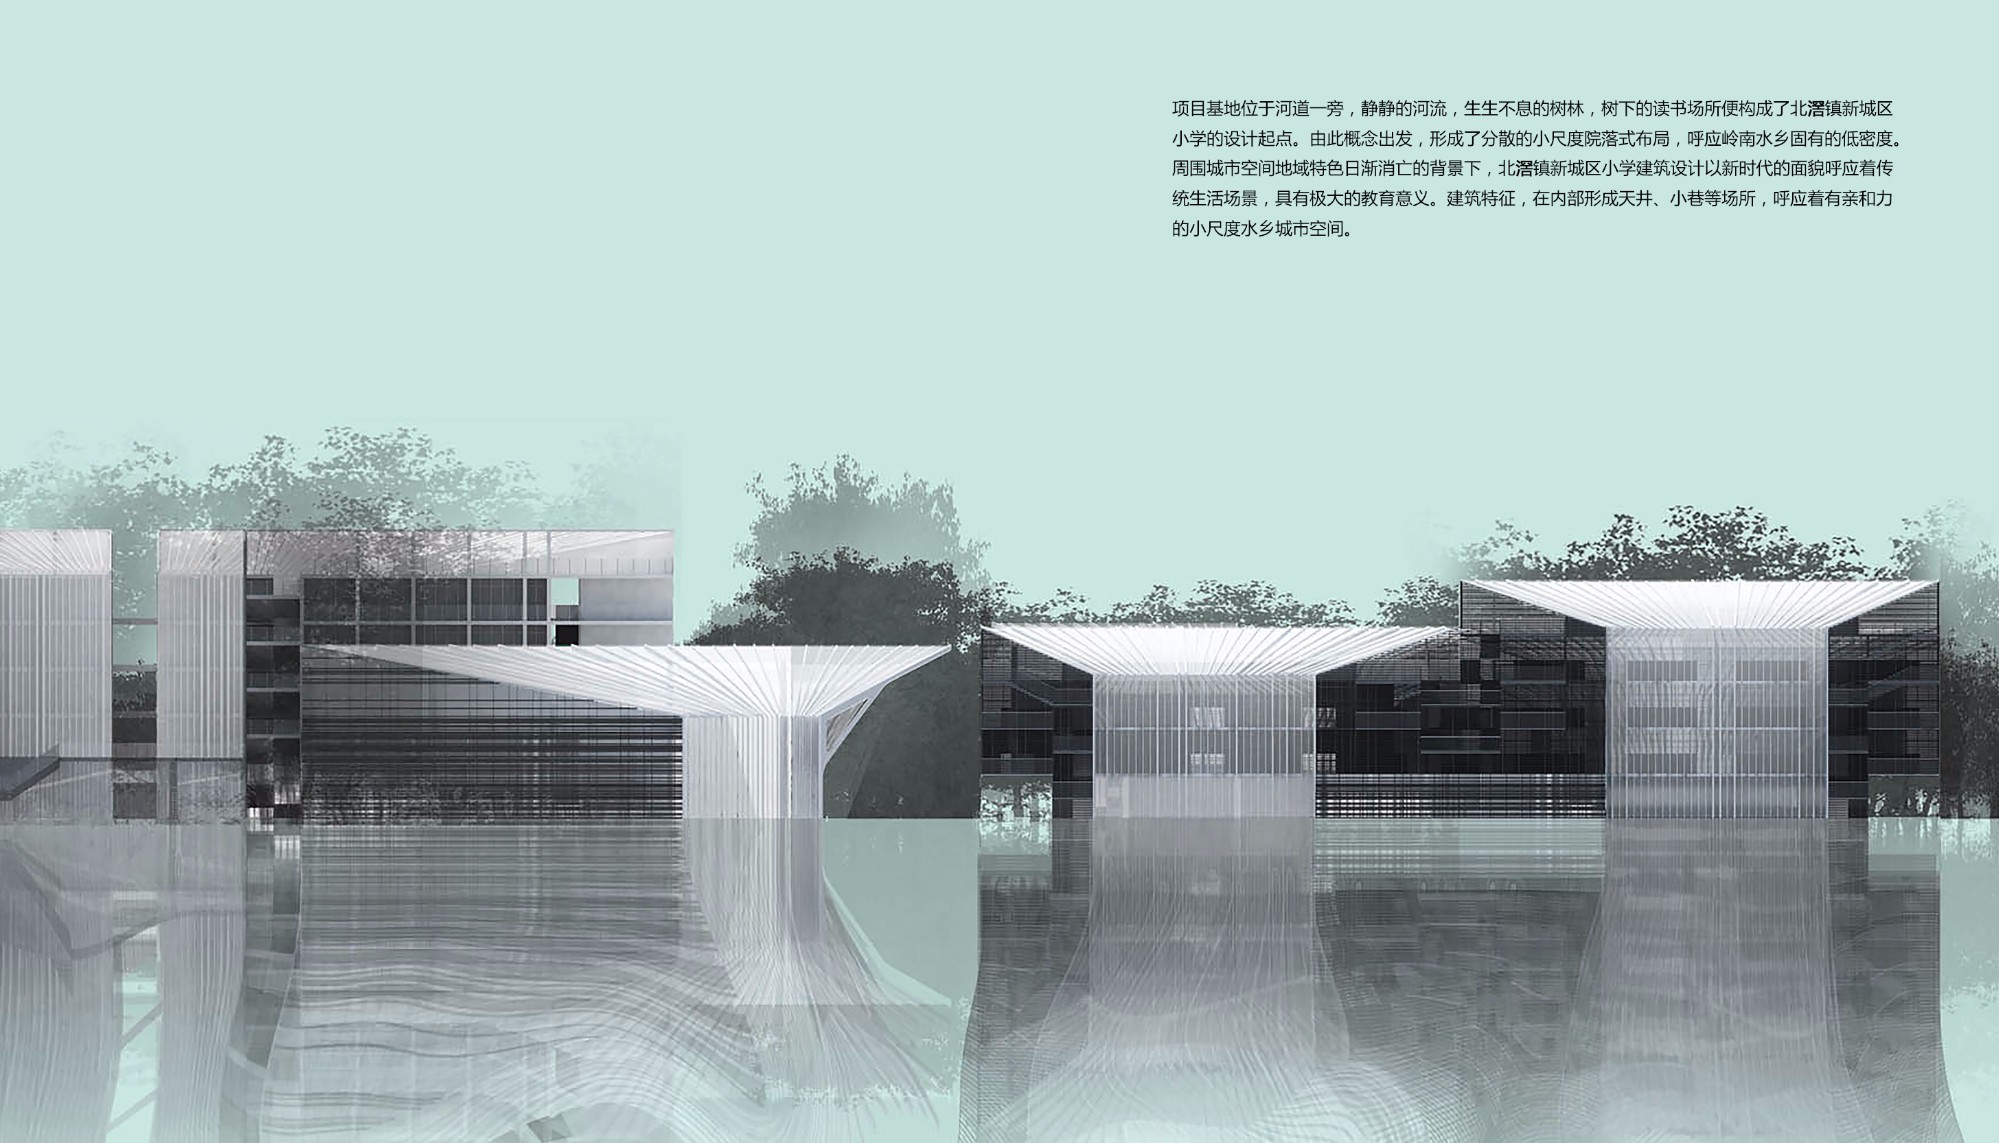 项目基地位于河道一旁，静静的河流，生生不息的树林，树下的读书场所便构成了北滘镇新城区
小学的设计起点。由此概念出发，形成了分散的小尺度院落式布局，呼应岭南水乡固有的低密度。
周围城市空间地域特色日渐消亡的背景下，北滘镇新城区小学建筑设计以新时代的面貌呼应着传
统生活场景，具有极大的教育意义。建筑特征，在内部形成天井、小巷等场所，呼应着有亲和力
的小尺度水乡城市空间。